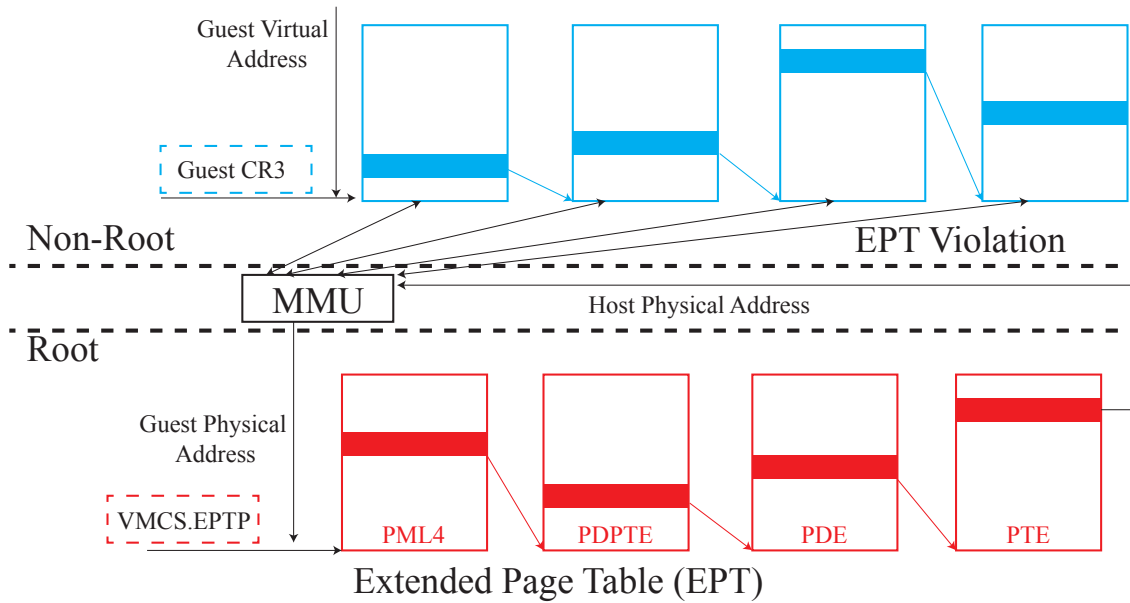 Guest Virtual
Address
Guest CR3
Non-Root
EPT Violation
MMU
Host Physical Address
Root
Guest Physical
Address
VMCS.EPTP
PML4
PDPTE
PDE
PTE
Extended Page Table (EPT)